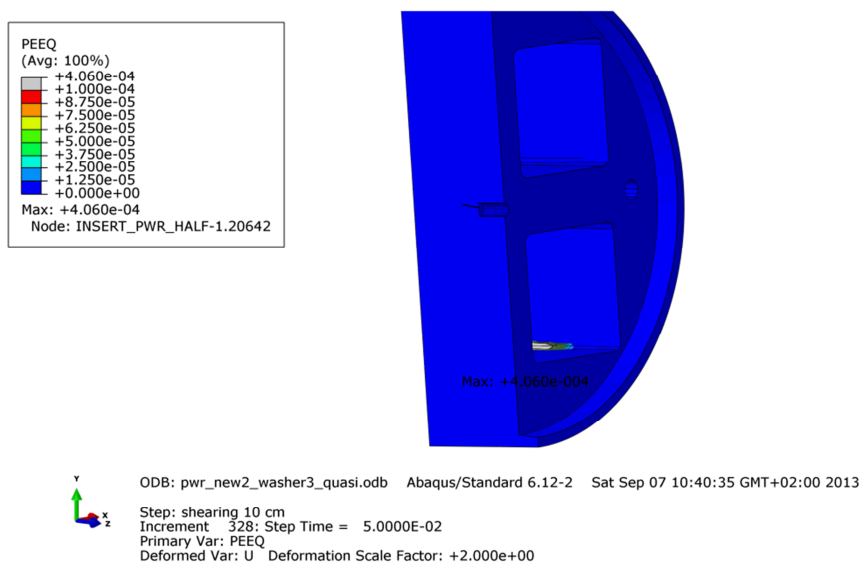 PEEQ
(Avg: 100%)
+4.060e-04
+1.000e-04
+8.750e-05
+7.500e-05
+6.250e-05
+5.000e-05
+3.750e-05
+2.500e-05
+1.250e-05
+0.000e+00
Max: +4.060e-04
Node: INSERT_PWR_HALF-1.20642
Max: +4.060e-004
Y
X
Z
ODB: pwr_new2_washer3_quasi.odb Abaqus/Standard 6.12-2 Sat Sep 07 10:40:35 GMT+02:00 2013
Step: shearing 10 cm
Increment 328: Step Time = 5.0000E-02
Primary Var: PEEQ
Deformed Var: U Deformation Scale Factor: +2.000e+00